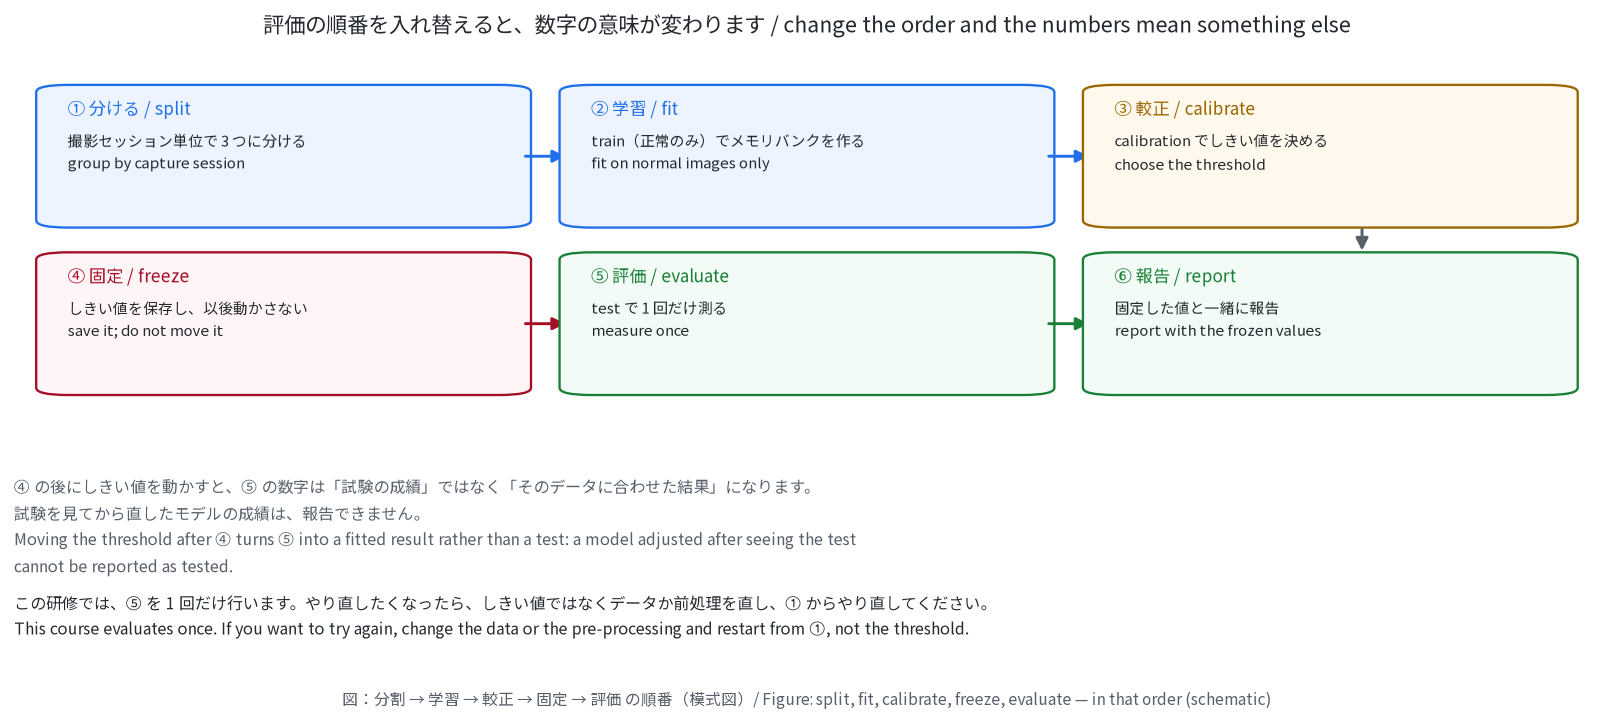 評価の順番を入れ替えると、数字の意味が変わります / change the order and the numbers mean something else
① 分ける / split
撮影セッション単位で 3 つに分ける
group by capture session
② 学習 / fit
train（正常のみ）でメモリバンクを作る
fit on normal images only
③ 較正 / calibrate
calibration でしきい値を決める
choose the threshold
④ 固定 / freeze
しきい値を保存し、以後動かさない
save it; do not move it
⑤ 評価 / evaluate
test で 1 回だけ測る
measure once
⑥ 報告 / report
固定した値と一緒に報告
report with the frozen values
④ の後にしきい値を動かすと、⑤ の数字は「試験の成績」ではなく「そのデータに合わせた結果」になります。
試験を見てから直したモデルの成績は、報告できません。
Moving the threshold after ④ turns ⑤ into a fitted result rather than a test: a model adjusted after seeing the test
cannot be reported as tested.
この研修では、⑤ を 1 回だけ行います。やり直したくなったら、しきい値ではなくデータか前処理を直し、① からやり直してください。
This course evaluates once. If you want to try again, change the data or the pre-processing and restart from ①, not the threshold.
図：分割 → 学習 → 較正 → 固定 → 評価 の順番（模式図）/ Figure: split, fit, calibrate, freeze, evaluate — in that order (schematic)